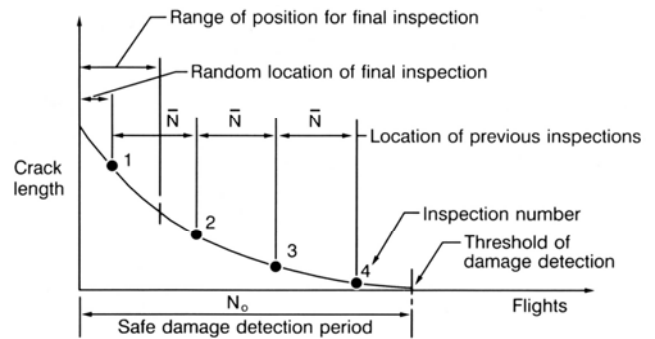 Range of position for final inspection
Random location of final inspection
N̅ N̅ N̅
Location of previous inspections
Crack
length
1
2
3
4
Inspection number
Threshold of
damage detection
Nₒ
Flights
Safe damage detection period